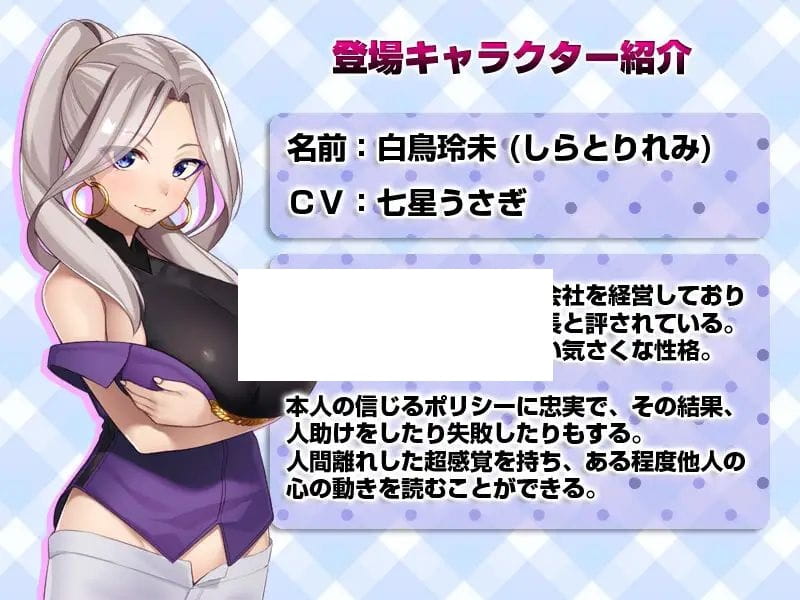 登場キャラクター紹介
名前：白鳥玲未 (しらとりれみ)
ＣＶ：七星うさぎ
会社を経営しており
と評されている。
気さくな性格。
本人の信じるポリシーに忠実で、その結果、
人助けをしたり失敗したりもする。
人間離れした超感覚を持ち、ある程度他人の
心の動きを読むことができる。